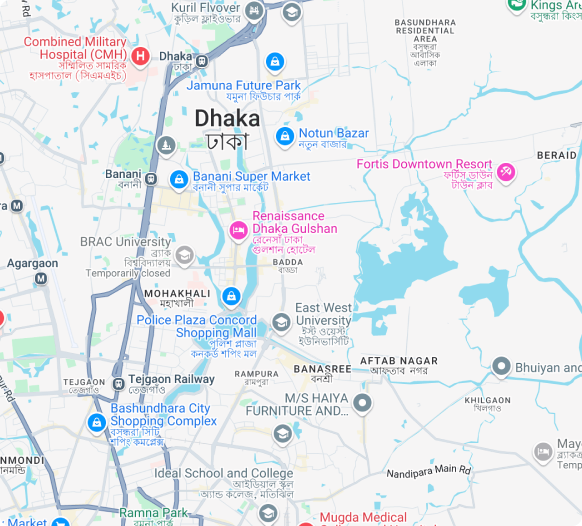 Kuril Flyover
কুড়িল ফ্লাইওভার
Kings Are
বসুন্ধরা কিংস
BASUNDHARA
RESIDENTIAL
AREA
বসুন্ধরা
আবাসিক
এলাকা
Combined Military
Hospital (CMH)
সম্মিলিত সামরিক
হাসপাতাল (সিএমএইচ)
Dhaka
ঢাকা
Jamuna Future Park
যমুনা ফিউচার পার্ক
Dhaka
ঢাকা
Notun Bazar
নতুন বাজার
BERAID
Fortis Downtown Resort
ফর্টিস ডাউন
টাউন ক্লাব
Banani
বনানী
Banani Super Market
বনানী সুপার মার্কেট
Renaissance
Dhaka Gulshan
রেনেসাঁ ঢাকা
গুলশান হোটেল
BRAC University
ব্র্যাক
বিশ্ববিদ্যালয়
Temporarily closed
Agargaon
BADDA
বাড্ডা
MOHAKHALI
মহাখালী
Police Plaza Concord
Shopping Mall
পুলিশ প্লাজা
কনকর্ড শপিং মল
East West
University
ইস্ট ওয়েস্ট
ইউনিভার্সিটি
AFTAB NAGAR
আফতাব নগর
Bhuiyan and
RAMPURA
রামপুরা
BANASREE
বনশ্রী
TEJGAON
তেজগাঁও
Tejgaon Railway
তেজগাঁও
M/S HAIYA
FURNITURE AND...
KHILGAON
খিলগাঁও
Bashundhara City
Shopping Complex
বসুন্ধরা সিটি
শপিং কমপ্লেক্স
Nandipara Main Rd
Ideal School and College
আইডিয়াল স্কুল
অ্যান্ড কলেজ, মতিঝিল
Ramna Park
রমনা পার্ক
Mugda Medical
Market